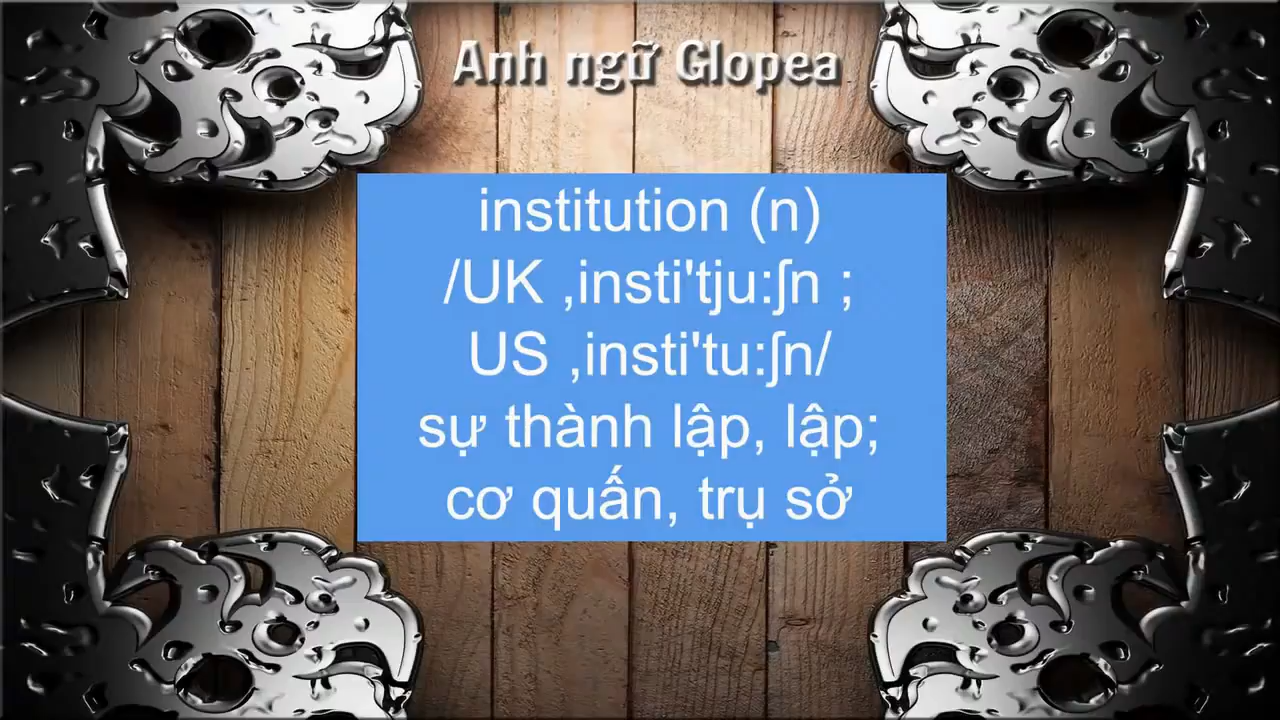 Anh ngữ Glopea
institution (n)
/UK ,insti'tju:ʃn ;
US ,insti'tu:ʃn/
sự thành lập, lập;
cơ quấn, trụ sở